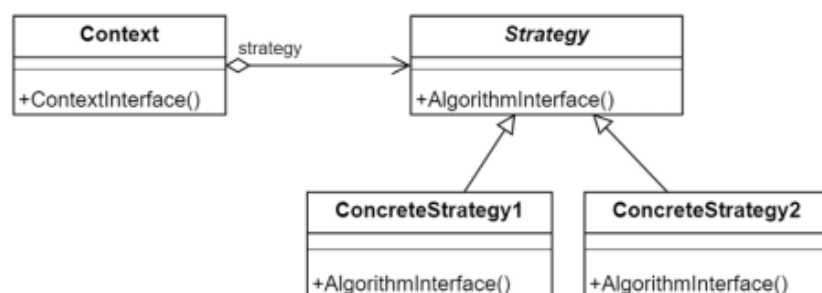 Context
strategy
Strategy
+ContextInterface()
+AlgorithmInterface()
ConcreteStrategy1
ConcreteStrategy2
+AlgorithmInterface()
+AlgorithmInterface()